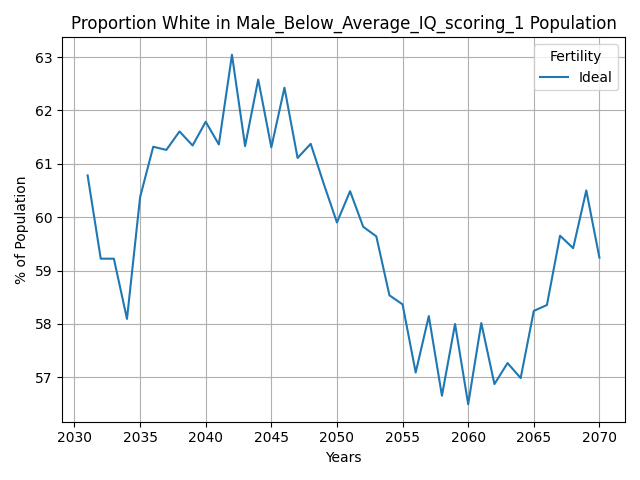 Proportion White in Male_Below_Average_IQ_scoring_1 Population
Fertility
Ideal
% of Population
63
62
61
60
59
58
57
2030 2035 2040 2045 2050 2055 2060 2065 2070
Years